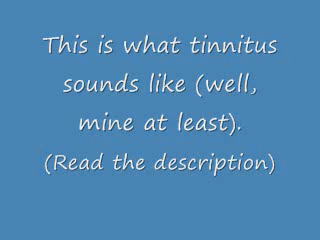 This is what tinnitus
sounds like (well,
mine at least).
(Read the description)